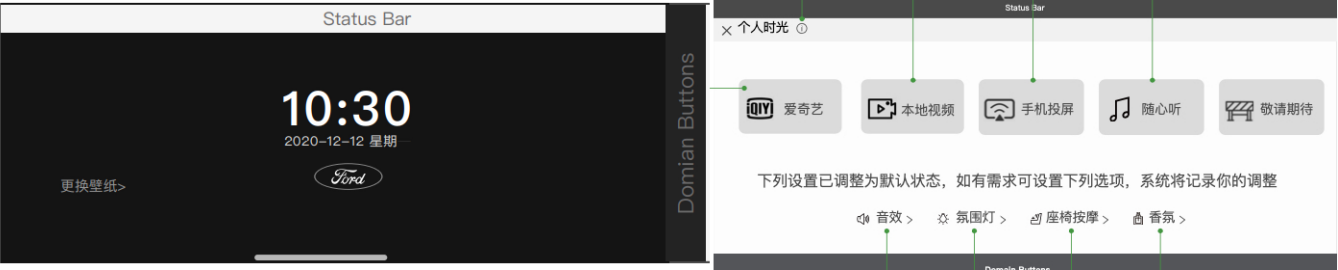 Status Bar
10:30
2020-12-12 星期一
Ford
更换壁纸>
Domian Buttons
Status Bar
× 个人时光
iQIYI 爱奇艺
本地视频
手机投屏
随心听
敬请期待
下列设置已调整为默认状态，如有需求可设置下列选项，系统将记录你的调整
音效 >
氛围灯 >
座椅按摩 >
香氛 >
Domain Buttons